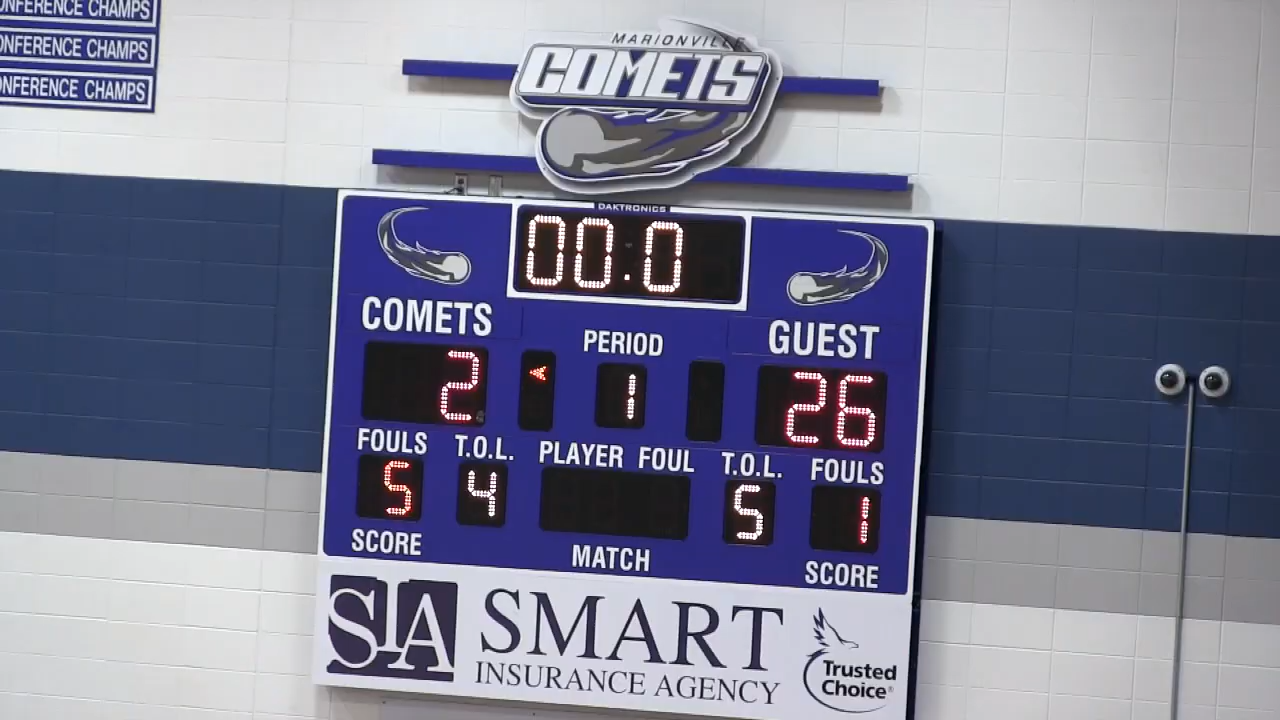 ONFERENCE CHAMPS
ONFERENCE CHAMPS
ONFERENCE CHAMPS
MARIONVILLE
COMETS
DAKTRONICS
00:0
COMETS
PERIOD
GUEST
2
1
26
FOULS
T.O.L.
PLAYER FOUL
T.O.L.
FOULS
5
4
5
1
SCORE
MATCH
SCORE
SIA
SMART
INSURANCE AGENCY
Trusted
Choice®